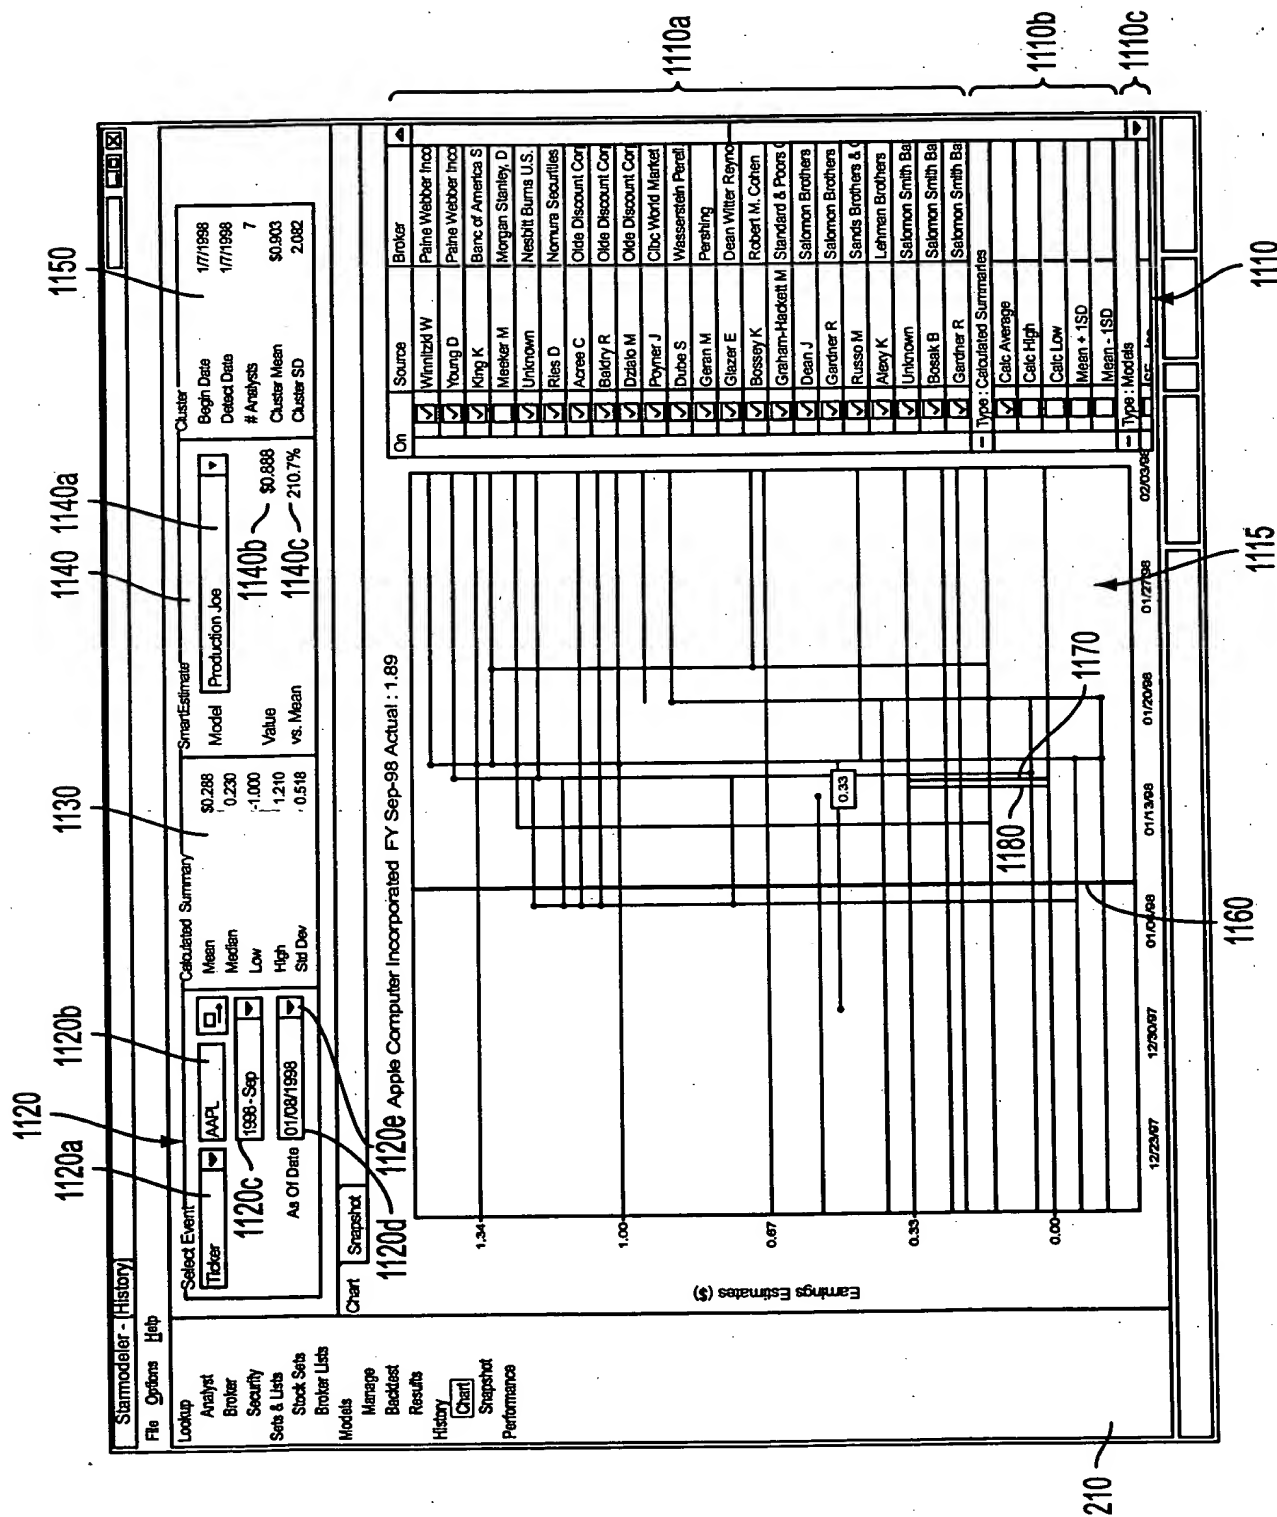 Starmodeler - [History]
File Options Help
Lookup
Analyst
Broker
Security
Sets & Lists
Stock Sets
Broker Lists
Models
Manage
Backtest
Results
History
Chart
Snapshot
Performance
210
1120
1120a
1120b
1120c
1120d
1120e
Select Event
Ticker
AAPL
1998 - Sep
As Of Date 01/08/1998
1130
Calculated Summary
Mean $0.288
Median 0.230
Low -1.000
High 1.210
Std Dev 0.518
1140
1140a
SmartEstimate
Model Production Joe
Value 1140b $0.888
vs. Mean 1140c 210.7%
1150
Cluster
Begin Date 1/7/1998
Detect Date 1/7/1998
# Analysts 7
Cluster Mean $0.903
Cluster SD 2.082
Chart Snapshot
Apple Computer Incorporated FY Sep-98 Actual : 1.89
Earnings Estimates ($)
1.34
1.00
0.67
0.33
0.00
0.33
12/23/97 12/30/97 01/06/98 01/13/98 01/20/98 01/27/98 02/03/98
1160
1180
1170
1115
On Source Broker
Winnitzki W Paine Webber Inco
Young D Paine Webber Inco
King K Banc of America S
Meeker M Morgan Stanley, D
Unknown Nesbitt Burns U.S.
Ries D Nomura Securities
Acree C Olde Discount Corp
Baldry R Olde Discount Corp
Dzialo M Olde Discount Corp
Poyner J Cibc World Market
Dube S Wasserstein Perell
Geran M Pershing
Glazer E Dean Witter Reyno
Bossey K Robert M. Cohen
Graham-Hackett M Standard & Poors
Dean J Salomon Brothers
Gardner R Salomon Brothers
Russo M Sands Brothers &
Alexy K Lehman Brothers
Unknown Salomon Smith Ba
Bosak B Salomon Smith Ba
Gardner R Salomon Smith Ba
- Type : Calculated Summaries
Calc Average
Calc High
Calc Low
Mean + 1SD
Mean - 1SD
- Type : Models
1110
1110a
1110b
1110c